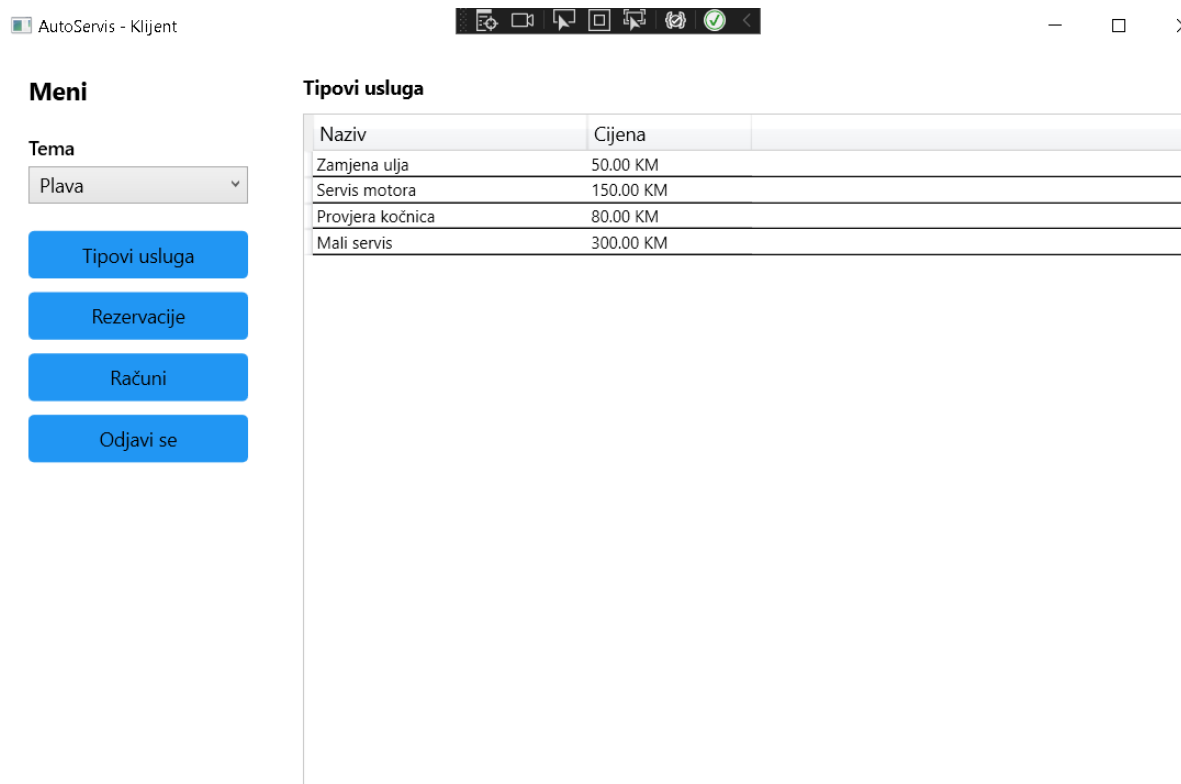 AutoServis - Klijent
Meni
Tema
Plava
Tipovi usluga
Rezervacije
Računi
Odjavi se
Tipovi usluga
Naziv Cijena
Zamjena ulja 50.00 KM
Servis motora 150.00 KM
Provjera kočnica 80.00 KM
Mali servis 300.00 KM